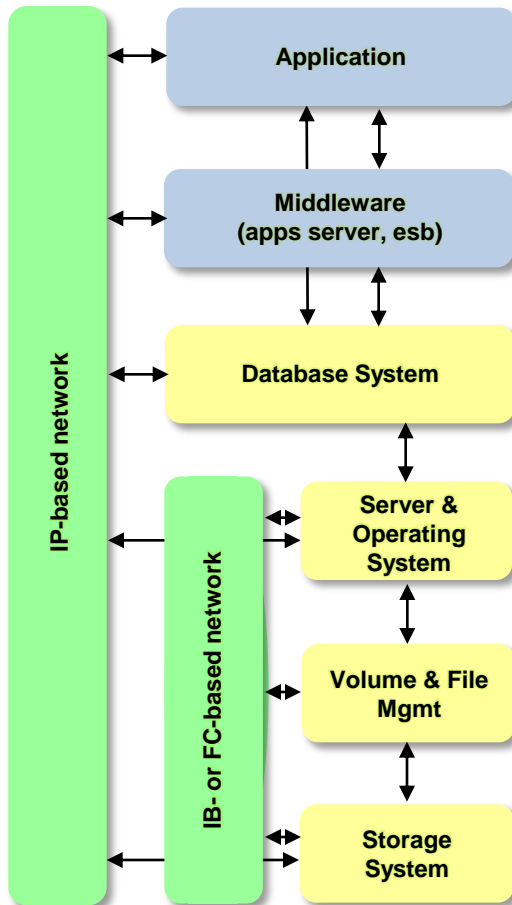 Application
Middleware
(apps server, esb)
Database System
IP-based network
Server &
Operating
System
IB- or FC-based network
Volume & File
Mgmt
Storage
System